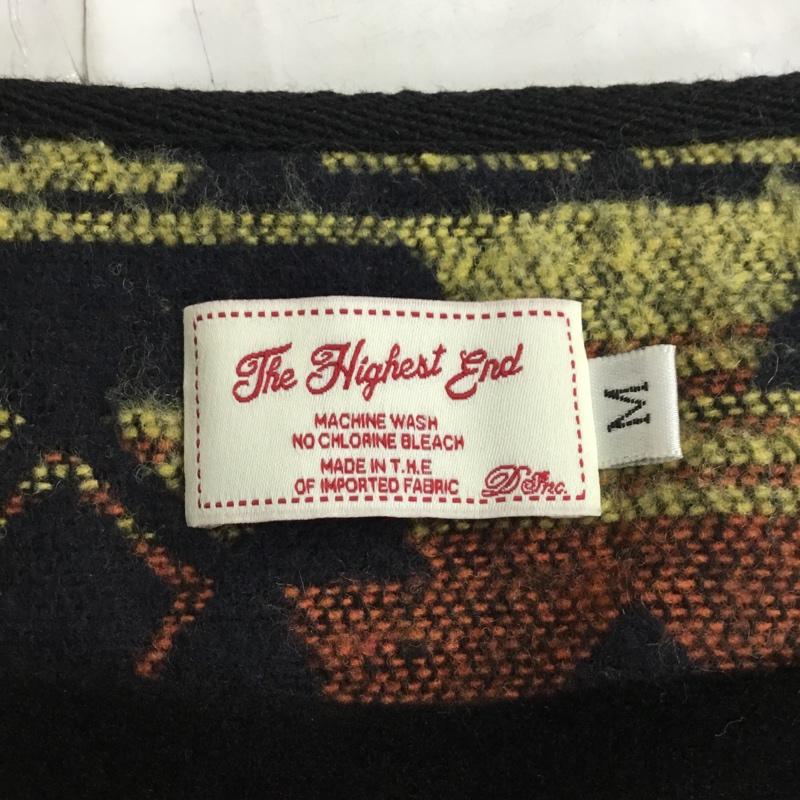 The Highest End
MACHINE WASH
NO CHLORINE BLEACH
MADE IN T.H.E
OF IMPORTED FABRIC
D Inc.
M